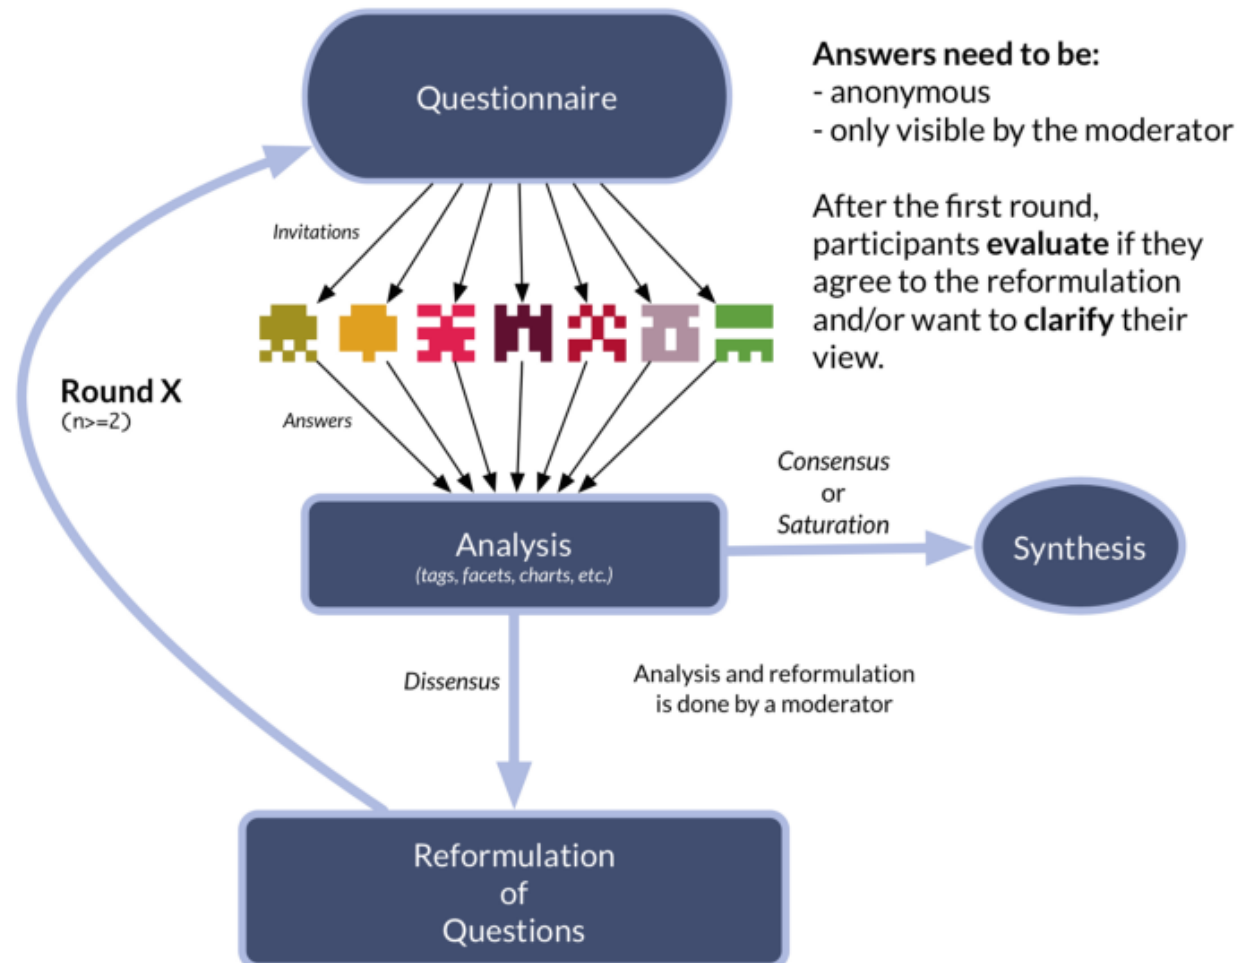 Questionnaire
Answers need to be:
- anonymous
- only visible by the moderator
After the first round,
participants evaluate if they
agree to the reformulation
and/or want to clarify their
view.
Invitations
Round X
(n>=2)
Answers
Consensus
or
Saturation
Analysis
(tags, facets, charts, etc.)
Synthesis
Dissensus
Analysis and reformulation
is done by a moderator
Reformulation
of
Questions